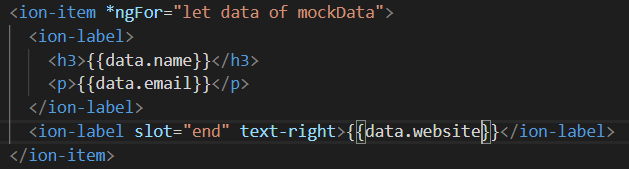 <ion-item *ngFor="let data of mockData">
<ion-label>
<h3>{{data.name}}</h3>
<p>{{data.email}}</p>
</ion-label>
<ion-label slot="end" text-right>{{data.website}}</ion-label>
</ion-item>